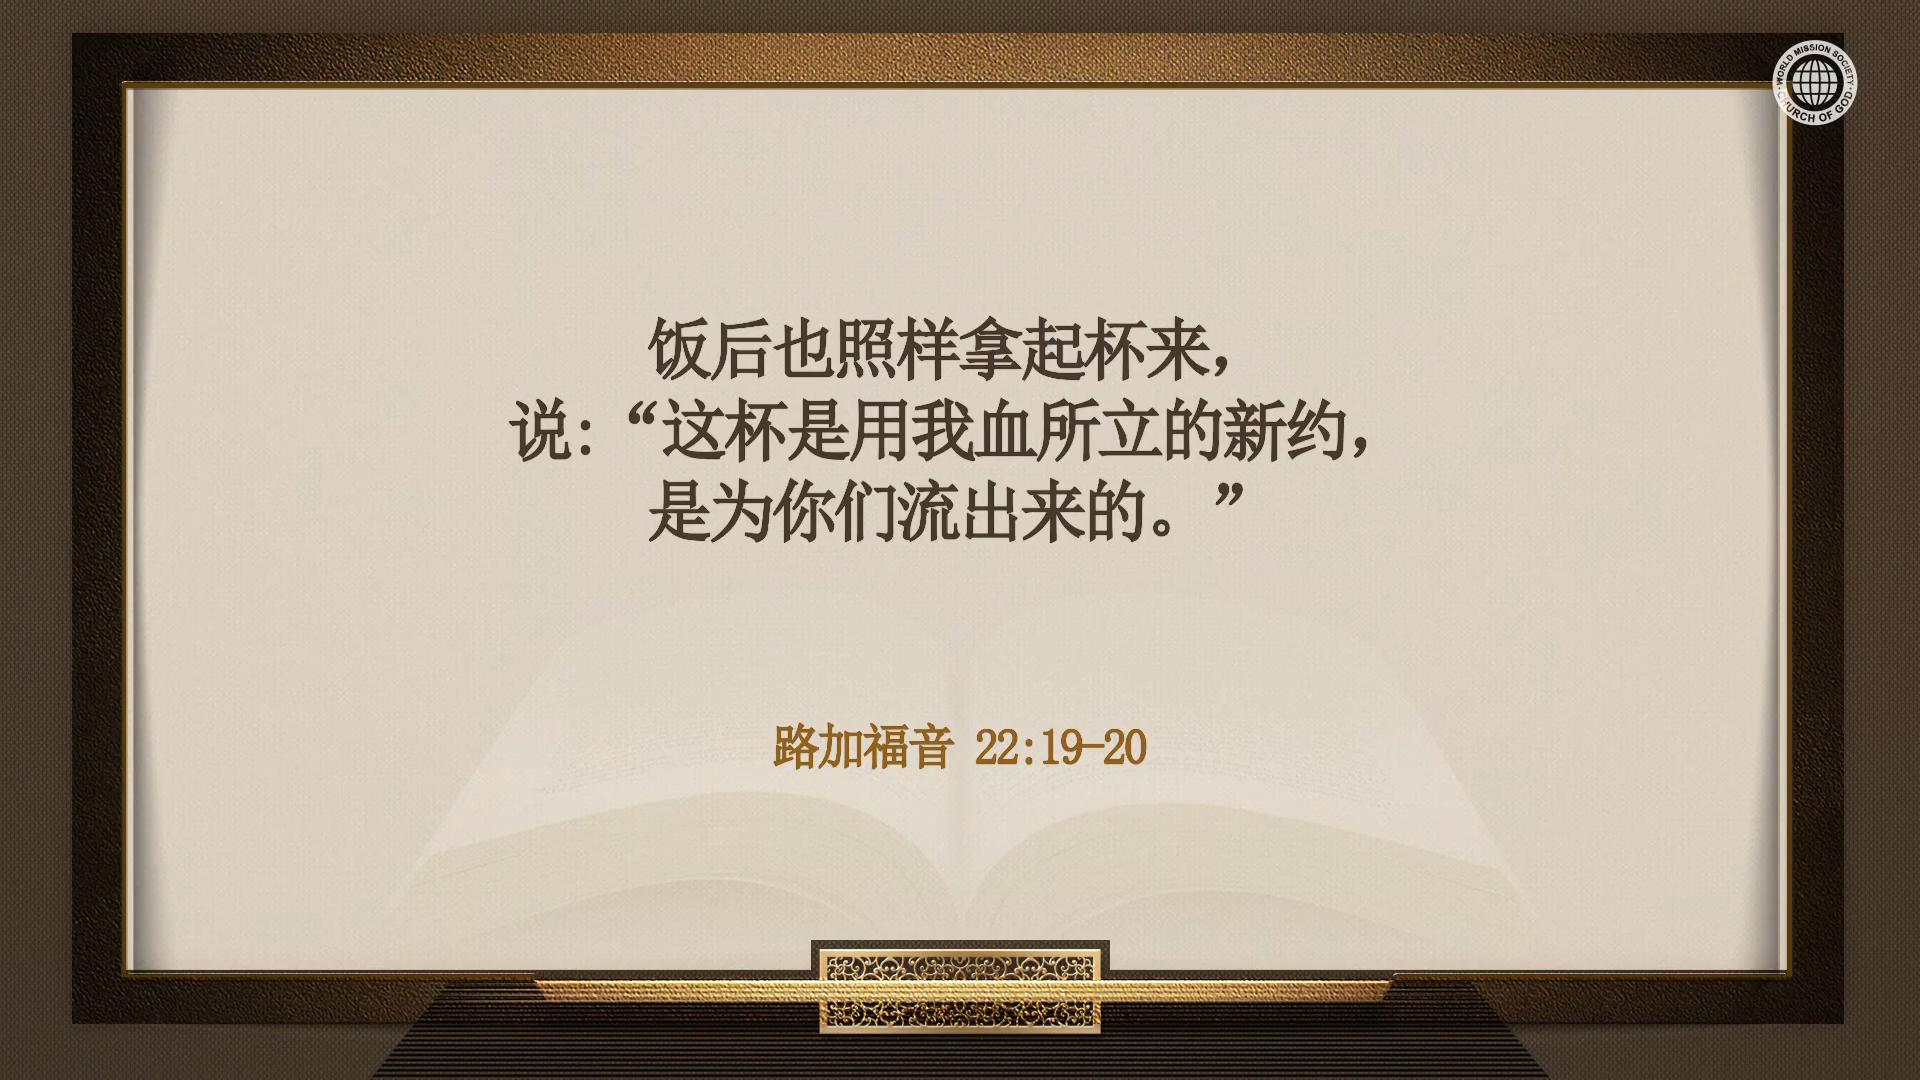 WORLD MISSION SOCIETY
CHURCH OF GOD
饭后也照样拿起杯来，
说：“这杯是用我血所立的新约，
是为你们流出来的。”
路加福音 22:19-20